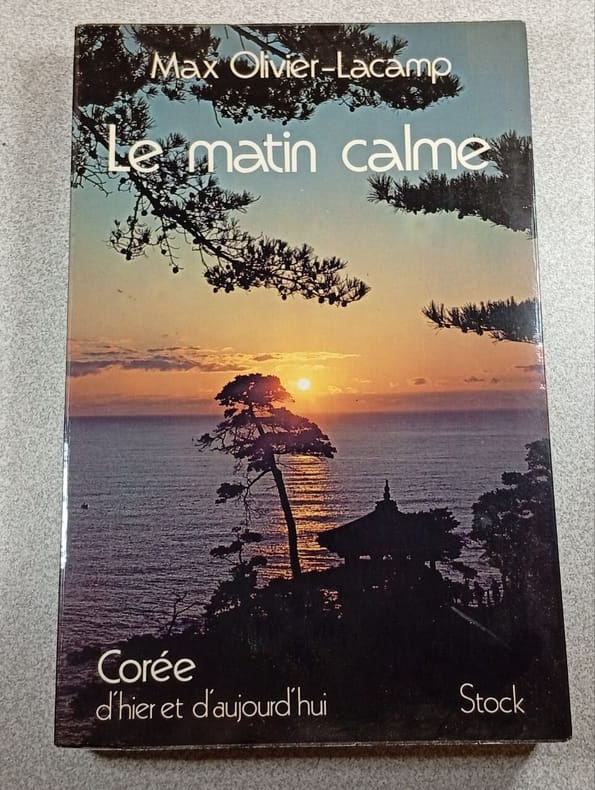 Max Olivier-Lacamp
Le matin calme
Corée
d'hier et d'aujourd'hui
Stock